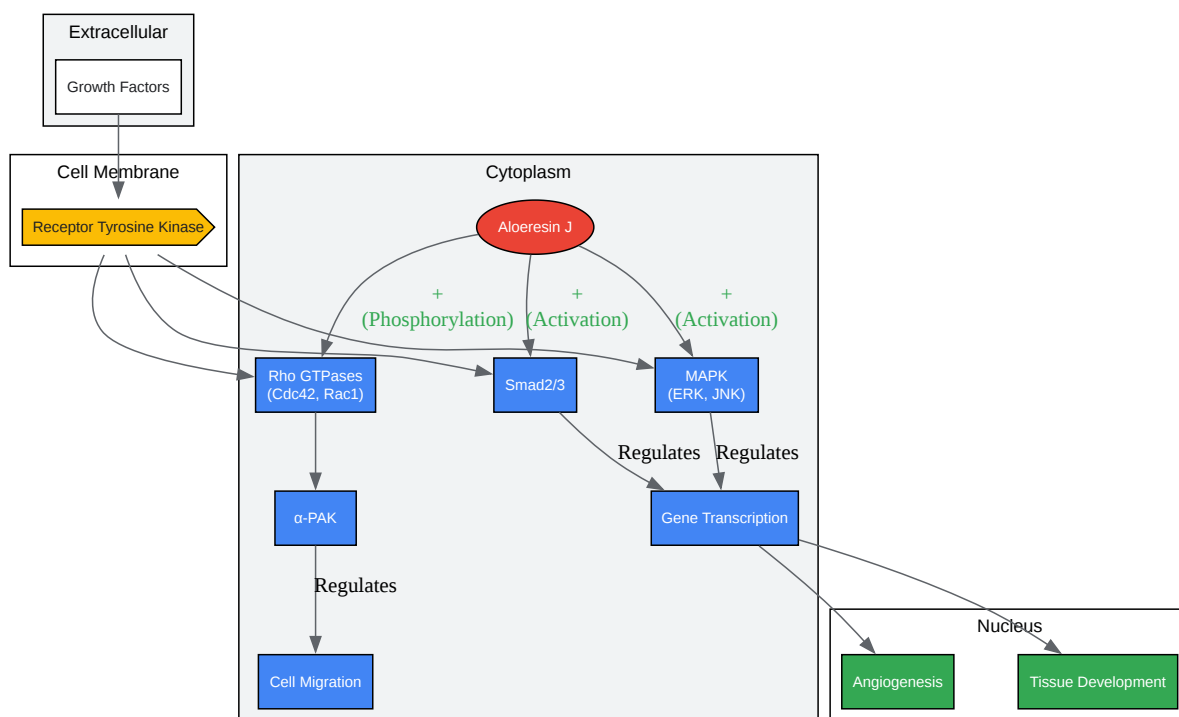 Extracellular
Growth Factors
Cell Membrane
Receptor Tyrosine Kinase
Cytoplasm
Aloeresin J
+
(Phosphorylation)
+
(Activation)
+
(Activation)
Rho GTPases
(Cdc42, Rac1)
Smad2/3
MAPK
(ERK, JNK)
Regulates
Regulates
α-PAK
Gene Transcription
Regulates
Cell Migration
Nucleus
Angiogenesis
Tissue Development